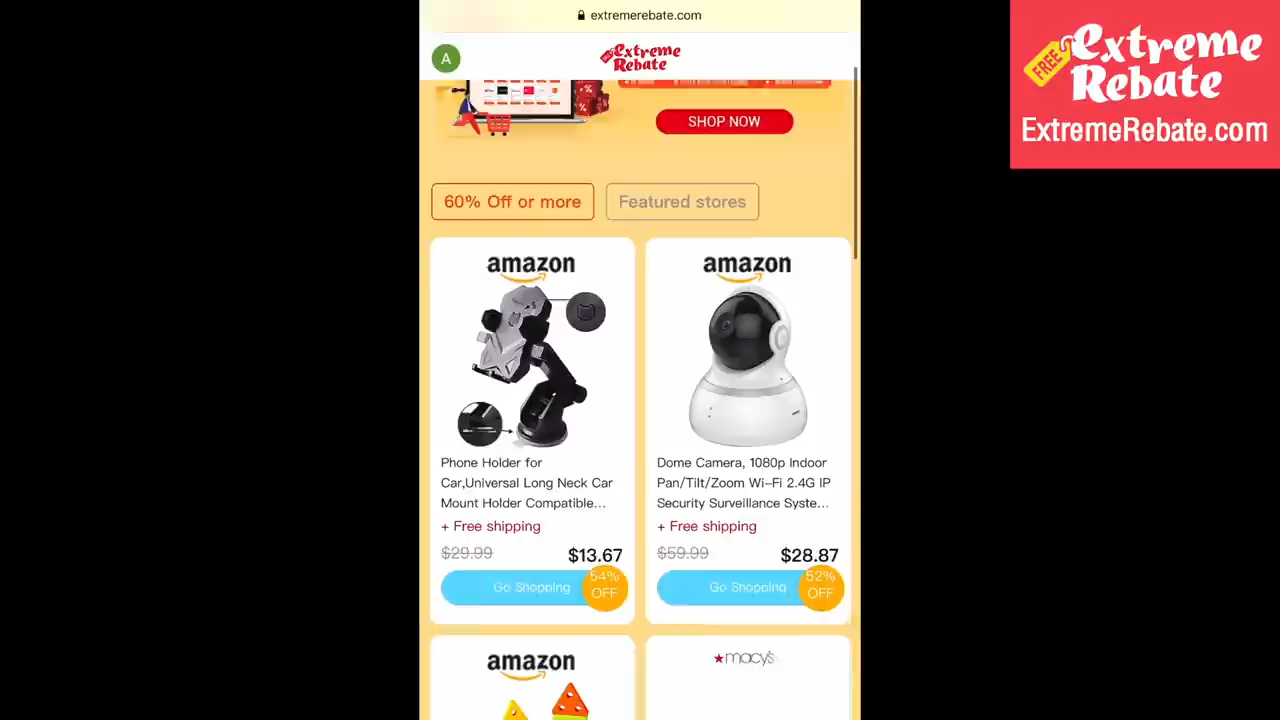 extremerebate.com
A
Extreme
Rebate
FREE
Extreme
Rebate
ExtremeRebate.com
SHOP NOW
60% Off or more
Featured stores
amazon
Phone Holder for
Car,Universal Long Neck Car
Mount Holder Compatible...
+ Free shipping
$29.99
$13.67
Go Shopping
54%
OFF
amazon
Dome Camera, 1080p Indoor
Pan/Tilt/Zoom Wi-Fi 2.4G IP
Security Surveillance Syste...
+ Free shipping
$59.99
$28.87
Go Shopping
52%
OFF
amazon
macy's